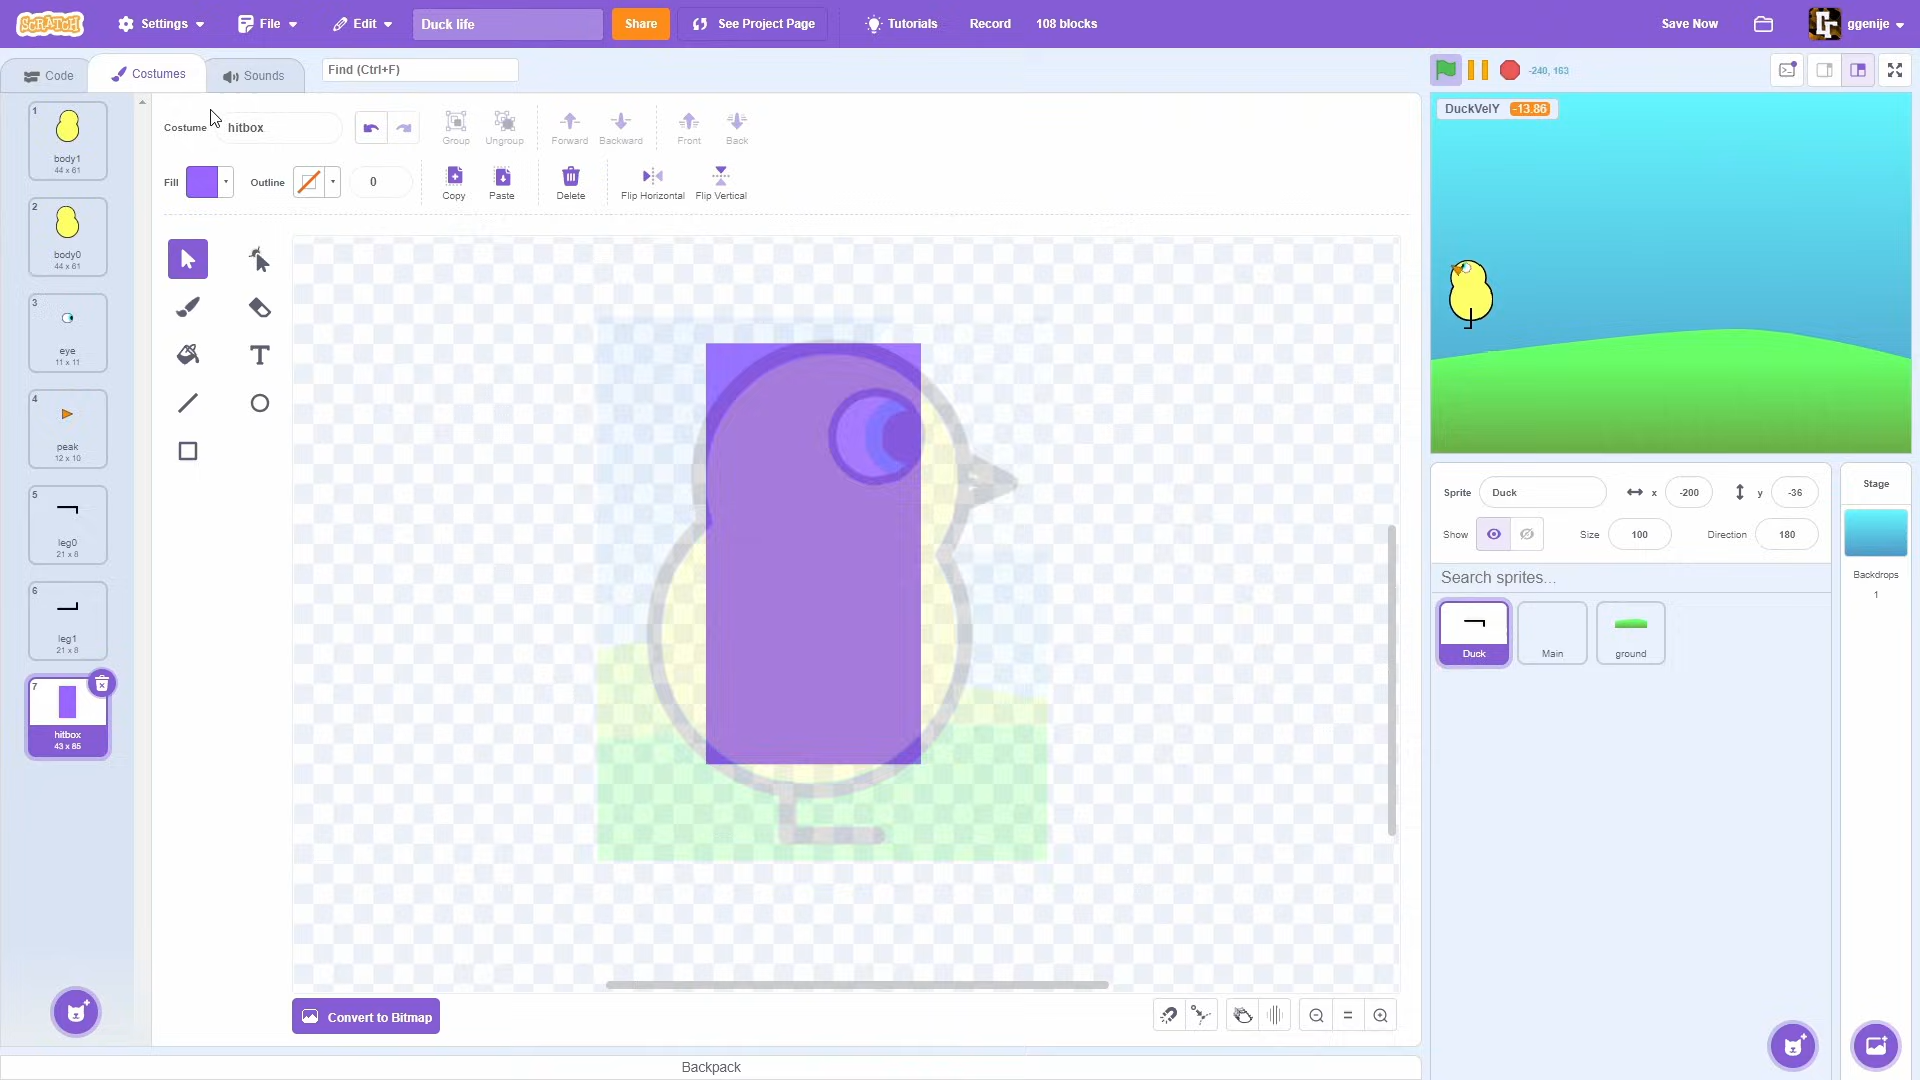 SCRATCH Settings File Edit Duck life Share See Project Page Tutorials Record 108 blocks Save Now ggenije
Code Costumes Sounds Find (Ctrl+F) -240, 163
DuckVelY -13.86
Costume hitbox Group Ungroup Forward Backward Front Back
Fill Outline 0 Copy Paste Delete Flip Horizontal Flip Vertical
1
body1
44 x 61
2
body0
44 x 61
3
eye
11 x 11
4
peak
12 x 10
5
leg0
21 x 8
6
leg1
21 x 8
7
hitbox
43 x 85
T
Convert to Bitmap
Backpack
Sprite Duck x -200 y -36
Show Size 100 Direction 180
Search sprites...
Duck Main ground
Stage
Backdrops
1